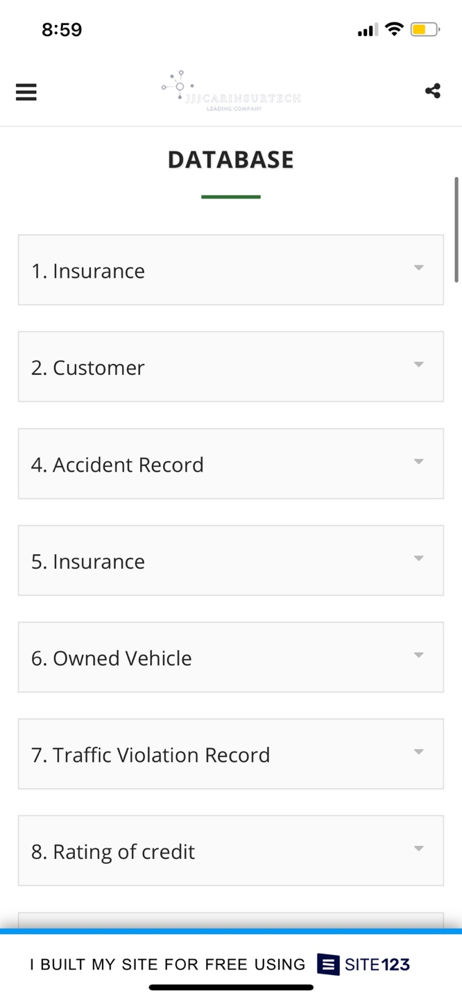 8:59
JJJCARINSURTECH
LEADING COMPANY
DATABASE
1. Insurance
2. Customer
4. Accident Record
5. Insurance
6. Owned Vehicle
7. Traffic Violation Record
8. Rating of credit
I BUILT MY SITE FOR FREE USING SITE123